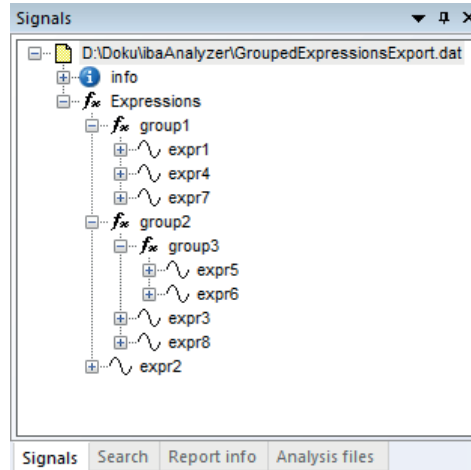 Signals
D:\Doku\ibaAnalyzer\GroupedExpressionsExport.dat
info
Expressions
group1
expr1
expr4
expr7
group2
group3
expr5
expr6
expr3
expr8
expr2
Signals Search Report info Analysis files